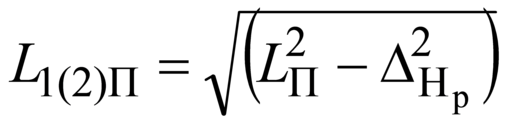 L₁₍₂₎П = √(L²П − Δ²Нр)